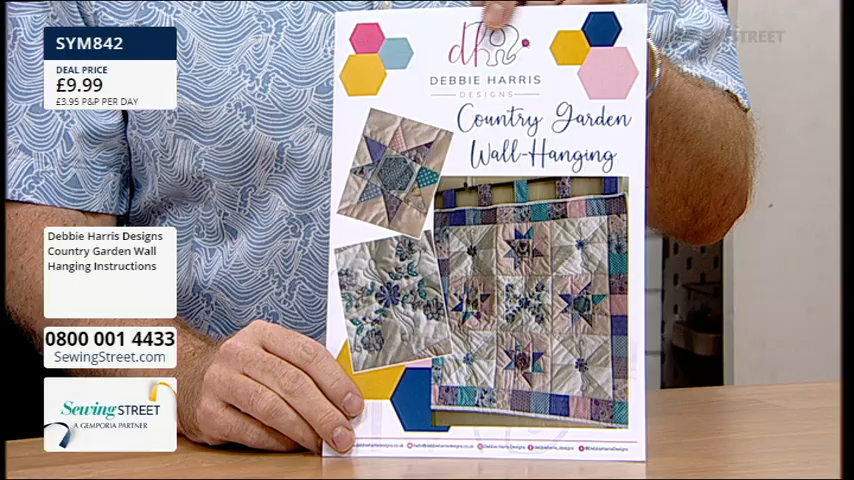 SYM842
DEAL PRICE
£9.99
£3.95 P&P PER DAY
Debbie Harris Designs
Country Garden Wall
Hanging Instructions
0800 001 4433
SewingStreet.com
Sewing STREET
A GEMPORIA PARTNER
dh
DEBBIE HARRIS
DESIGNS
Country Garden
Wall-Hanging
STREET